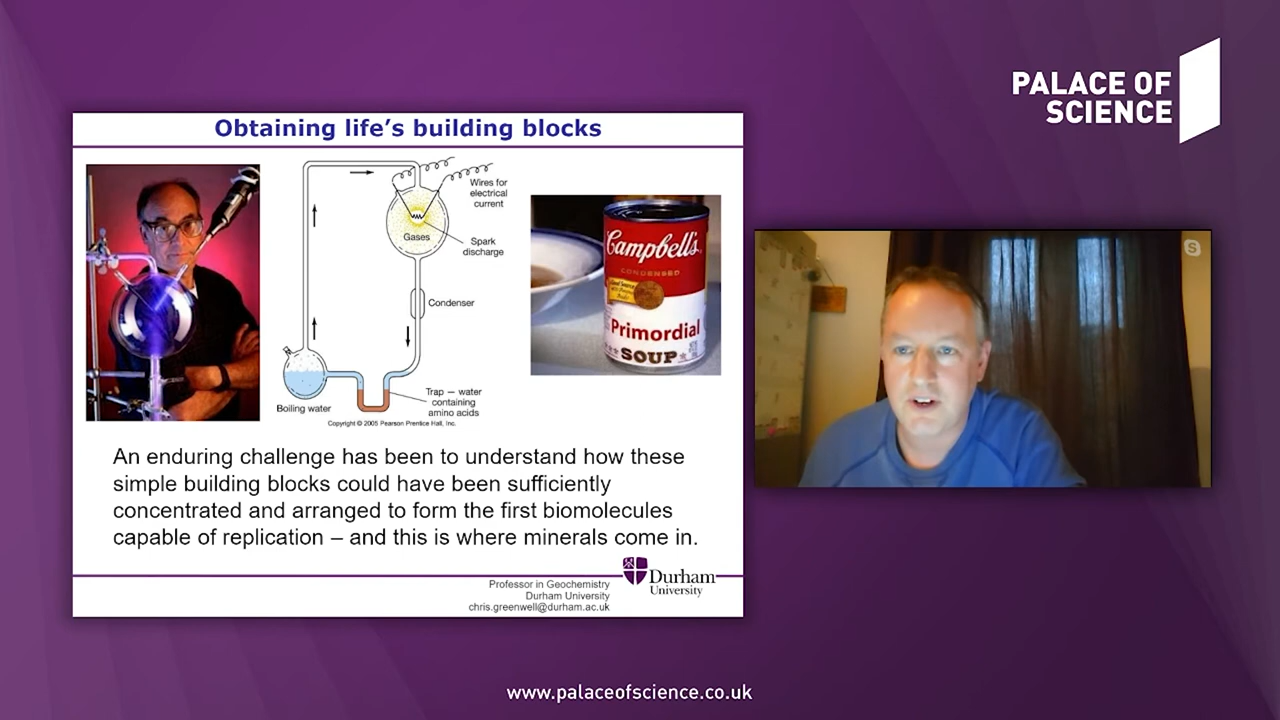 PALACE OF
SCIENCE
Obtaining life's building blocks
Wires for
electrical
current
Gases
Spark
discharge
Condenser
Trap — water
containing
amino acids
Boiling water
Copyright © 2005 Pearson Prentice Hall, Inc.
Campbell's
CONDENSED
Primordial
SOUP
An enduring challenge has been to understand how these
simple building blocks could have been sufficiently
concentrated and arranged to form the first biomolecules
capable of replication – and this is where minerals come in.
Professor in Geochemistry
Durham University
chris.greenwell@durham.ac.uk
Durham
University
S
www.palaceofscience.co.uk